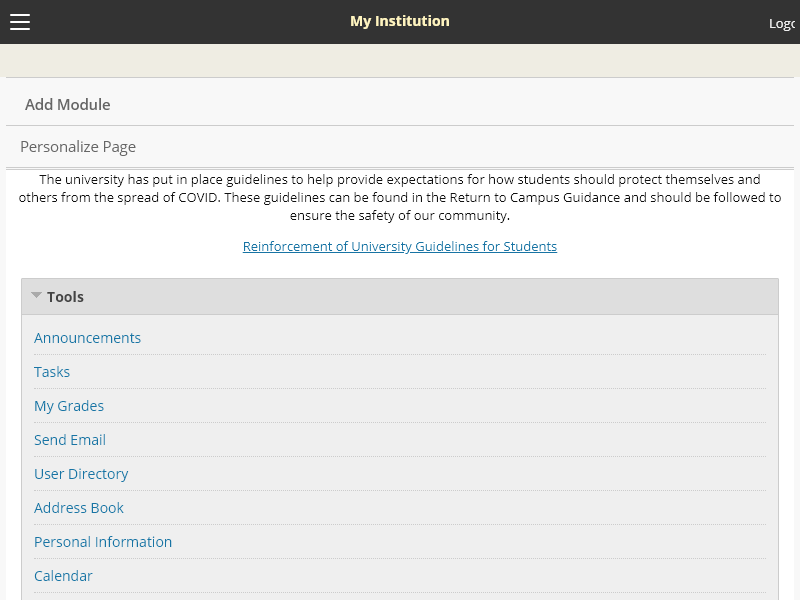 My Institution
Add Module
Personalize Page
The university has put in place guidelines to help provide expectations for how students should protect themselves and
others from the spread of COVID. These guidelines can be found in the Return to Campus Guidance and should be followed to
ensure the safety of our community.
Reinforcement of University Guidelines for Students
Tools
Announcements
Tasks
My Grades
Send Email
User Directory
Address Book
Personal Information
Calendar